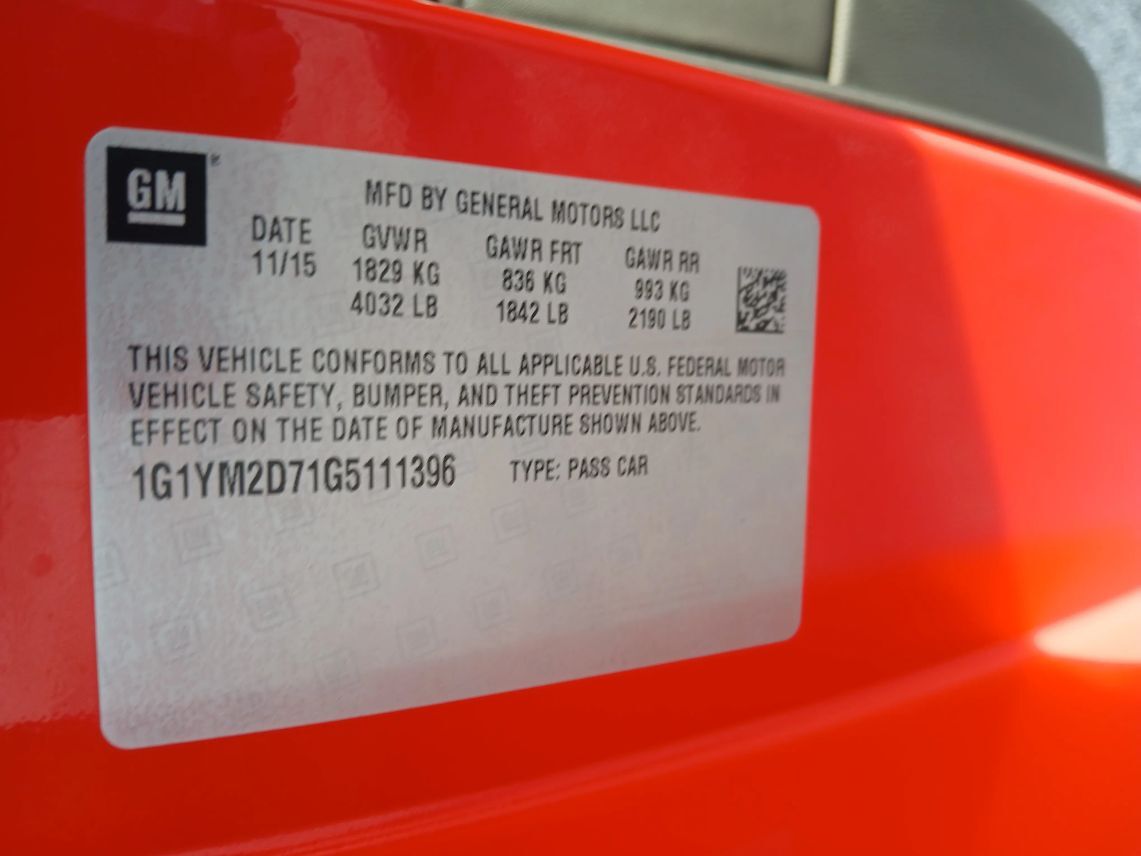 GM®
MFD BY GENERAL MOTORS LLC
DATE GVWR GAWR FRT GAWR RR
11/15 1829 KG 836 KG 993 KG
4032 LB 1842 LB 2190 LB
THIS VEHICLE CONFORMS TO ALL APPLICABLE U.S. FEDERAL MOTOR
VEHICLE SAFETY, BUMPER, AND THEFT PREVENTION STANDARDS IN
EFFECT ON THE DATE OF MANUFACTURE SHOWN ABOVE.
1G1YM2D71G5111396 TYPE: PASS CAR